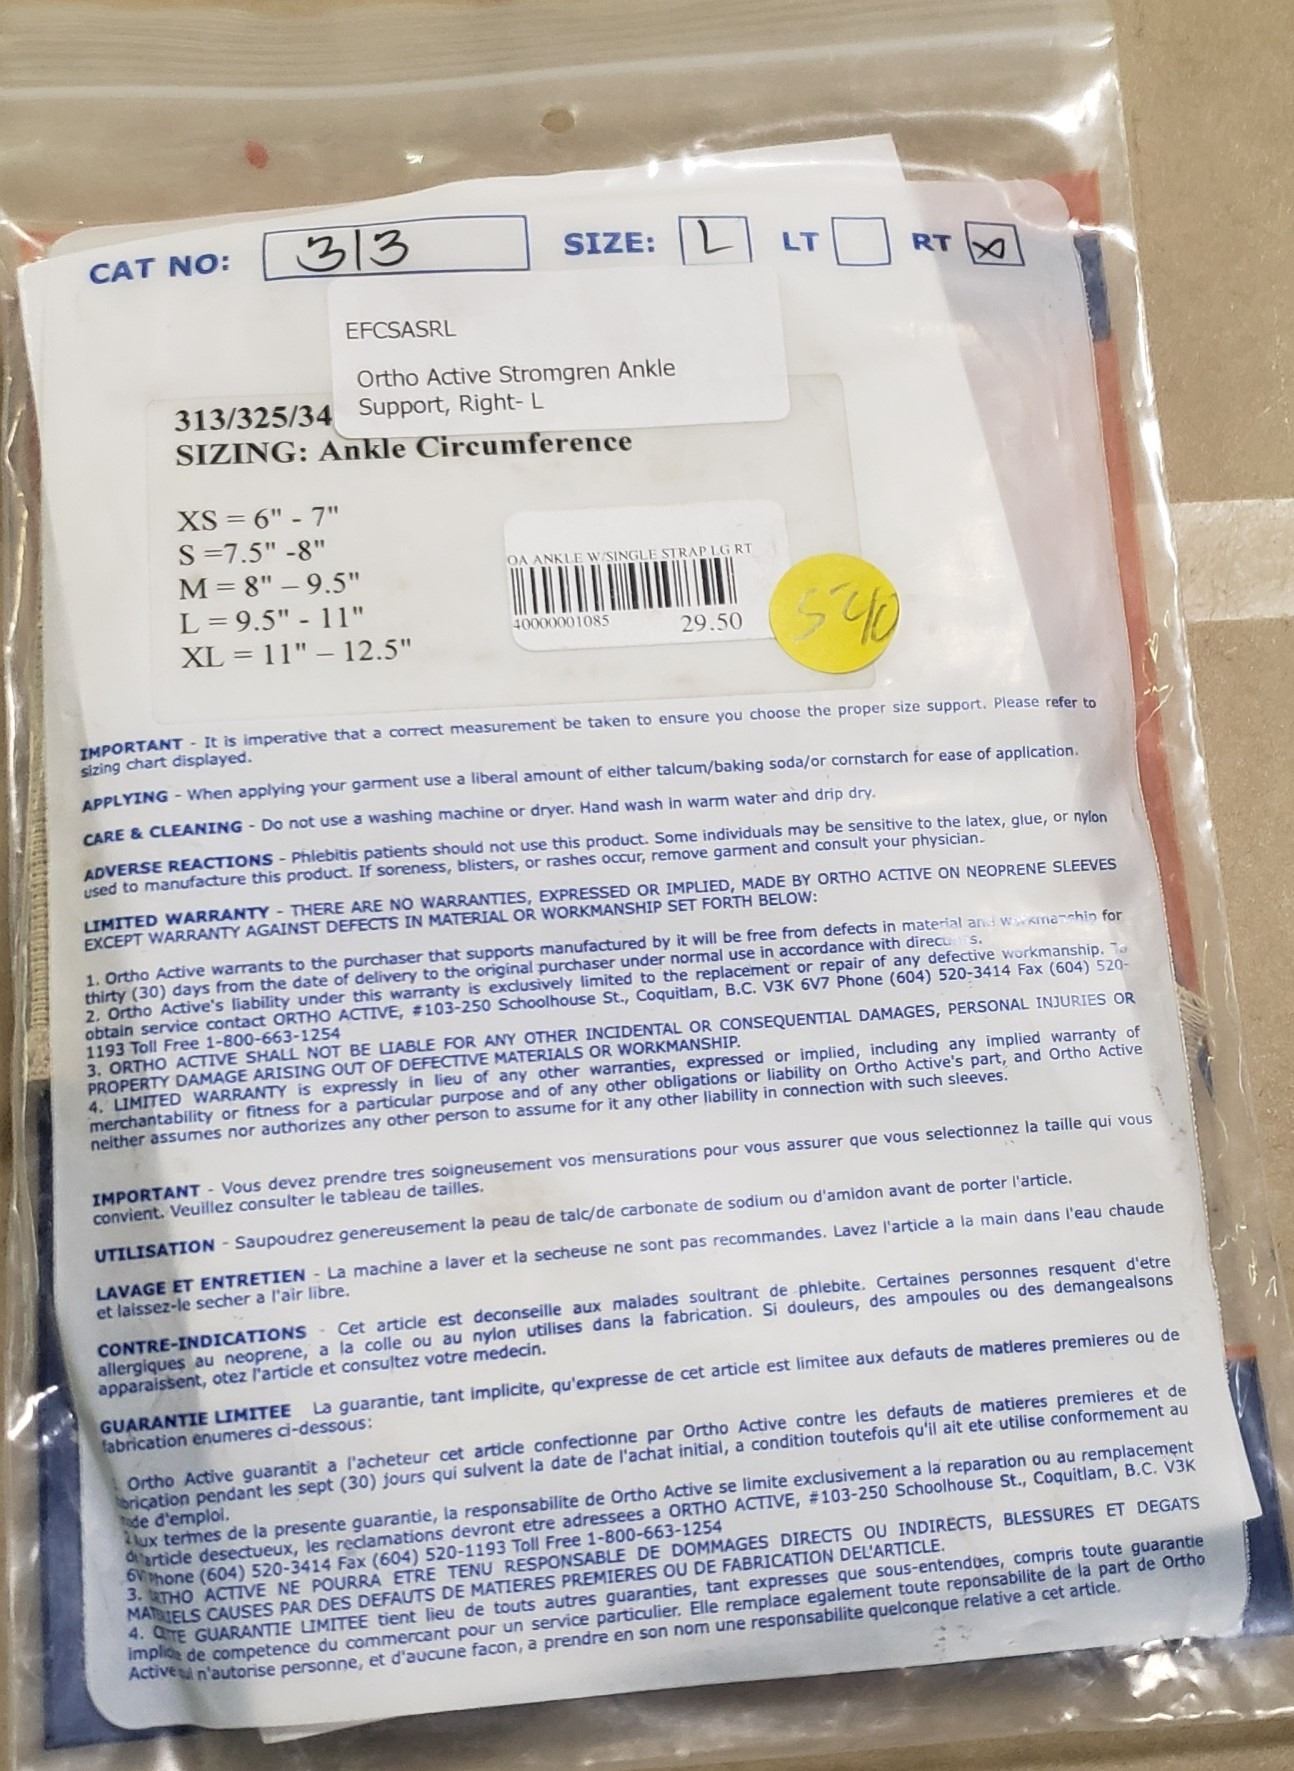 CAT NO: 313 SIZE: L LT RT X
EFCSASRL
Ortho Active Stromgren Ankle
Support, Right- L
313/325/34
SIZING: Ankle Circumference
XS = 6" - 7"
S =7.5" -8"
M = 8" – 9.5"
L = 9.5" - 11"
XL = 11" – 12.5"
OA ANKLE W/SINGLE STRAP LG RT
40000001085 29.50
IMPORTANT - It is imperative that a correct measurement be taken to ensure you choose the proper size support. Please refer to
sizing chart displayed.
APPLYING - When applying your garment use a liberal amount of either talcum/baking soda/or cornstarch for ease of application.
CARE & CLEANING - Do not use a washing machine or dryer. Hand wash in warm water and drip dry.
ADVERSE REACTIONS - Phlebitis patients should not use this product. Some individuals may be sensitive to the latex, glue, or nylon
used to manufacture this product. If soreness, blisters, or rashes occur, remove garment and consult your physician.
LIMITED WARRANTY - THERE ARE NO WARRANTIES, EXPRESSED OR IMPLIED, MADE BY ORTHO ACTIVE ON NEOPRENE SLEEVES
EXCEPT WARRANTY AGAINST DEFECTS IN MATERIAL OR WORKMANSHIP SET FORTH BELOW:
1. Ortho Active warrants to the purchaser that supports manufactured by it will be free from defects in material and workmanship for
thirty (30) days from the date of delivery to the original purchaser under normal use in accordance with
2. Ortho Active's liability under this warranty is exclusively limited to the replacement or repair of any defective workmanship. To
obtain service contact ORTHO ACTIVE, #103-250 Schoolhouse St., Coquitlam, B.C. V3K 6V7 Phone (604) 520-3414 Fax (604) 520-
1193 Toll Free 1-800-663-1254
3. ORTHO ACTIVE SHALL NOT BE LIABLE FOR ANY OTHER INCIDENTAL OR CONSEQUENTIAL DAMAGES, PERSONAL INJURIES OR
PROPERTY DAMAGE ARISING OUT OF DEFECTIVE MATERIALS OR WORKMANSHIP.
4. LIMITED WARRANTY is expressly in lieu of any other warranties, expressed or implied, including any implied warranty of
merchantability or fitness for a particular purpose and of any other obligations or liability on Ortho Active's part, and Ortho Active
neither assumes nor authorizes any other person to assume for it any other liability in connection with such sleeves.
IMPORTANT - Vous devez prendre tres soigneusement vos mensurations pour vous assurer que vous selectionnez la taille qui vous
convient. Veuillez consulter le tableau de tailles.
UTILISATION - Saupoudrez genereusement la peau de talc/de carbonate de sodium ou d'amidon avant de porter l'article.
LAVAGE ET ENTRETIEN - La machine a laver et la secheuse ne sont pas recommandes. Lavez l'article a la main dans l'eau chaude
et laissez-le secher a l'air libre.
CONTRE-INDICATIONS - Cet article est deconseille aux malades soultrant de phlebite. Certaines personnes resquent d'etre
allergiques au neoprene, a la colle ou au nylon utilises dans la fabrication. Si douleurs, des ampoules ou des demangealsons
apparaissent, otez l'article et consultez votre medecin.
GUARANTIE LIMITEE La guarantie, tant implicite, qu'expresse de cet article est limitee aux defauts de matieres premieres ou de
fabrication enumeres ci-dessous:
Ortho Active guarantit a l'acheteur cet article confectionne par Ortho Active contre les defauts de matieres premieres et de
brication pendant les sept (30) jours qui sulvent la date de l'achat initial, a condition toutefois qu'il ait ete utilise conformement au
de d'emploi.
ux termes de la presente guarantie, la responsabilite de Ortho Active se limite exclusivement a la reparation ou au remplacement
article desectueux, les reclamations devront etre adressees a ORTHO ACTIVE, #103-250 Schoolhouse St., Coquitlam, B.C. V3K
6V hone (604) 520-3414 Fax (604) 520-1193 Toll Free 1-800-663-1254
3. THO ACTIVE NE POURRA ETRE TENU RESPONSABLE DE DOMMAGES DIRECTS OU INDIRECTS, BLESSURES ET DEGATS
MATERIELS CAUSES PAR DES DEFAUTS DE MATIERES PREMIERES OU DE FABRICATION DEL'ARTICLE.
4. CETTE GUARANTIE LIMITEE tient lieu de touts autres guaranties, tant expresses que sous-entendues, compris toute guarantie
implicite de competence du commercant pour un service particulier. Elle remplace egalement toute reponsabilite de la part de Ortho
Active n'autorise personne, et d'aucune facon, a prendre en son nom une responsabilite quelconque relative a cet article.